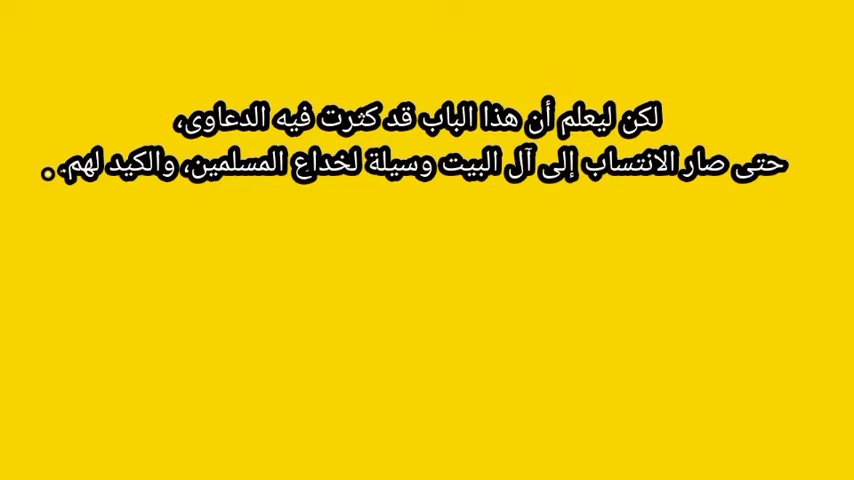 لكن ليعلم أن هذا الباب قد كثرت فيه الدعاوى،
حتى صار الانتساب إلى آل البيت وسيلة لخداع المسلمين، والكيد لهم.